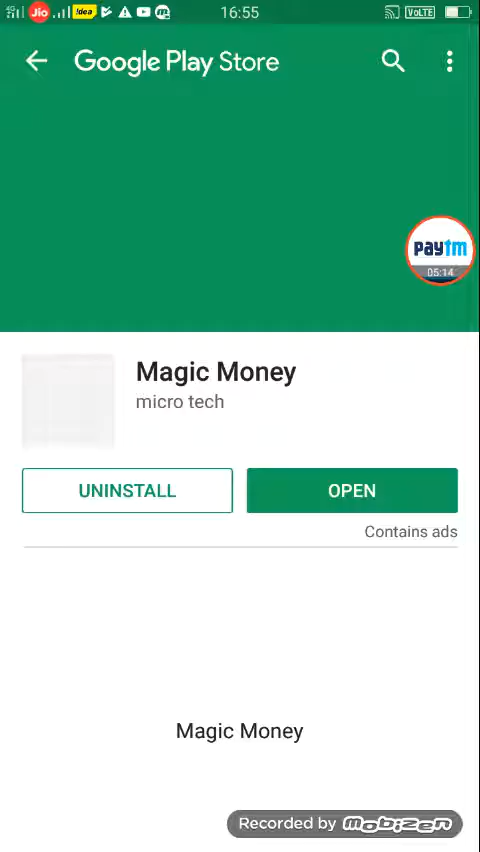 4G Jio idea 16:55 VoLTE
Google Play Store
paytm
05:14
Magic Money
micro tech
UNINSTALL OPEN
Contains ads
Magic Money
Recorded by mobizen